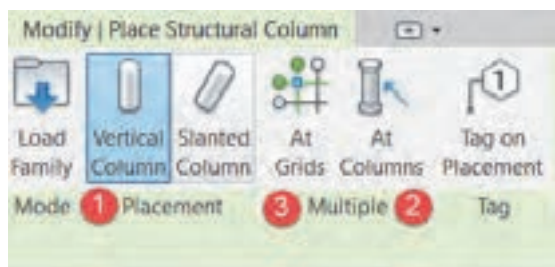 Modify | Place Structural Column
1
Load Vertical Slanted At At Tag on
Family Column Column Grids Columns Placement
Mode 1 Placement 3 Multiple 2 Tag